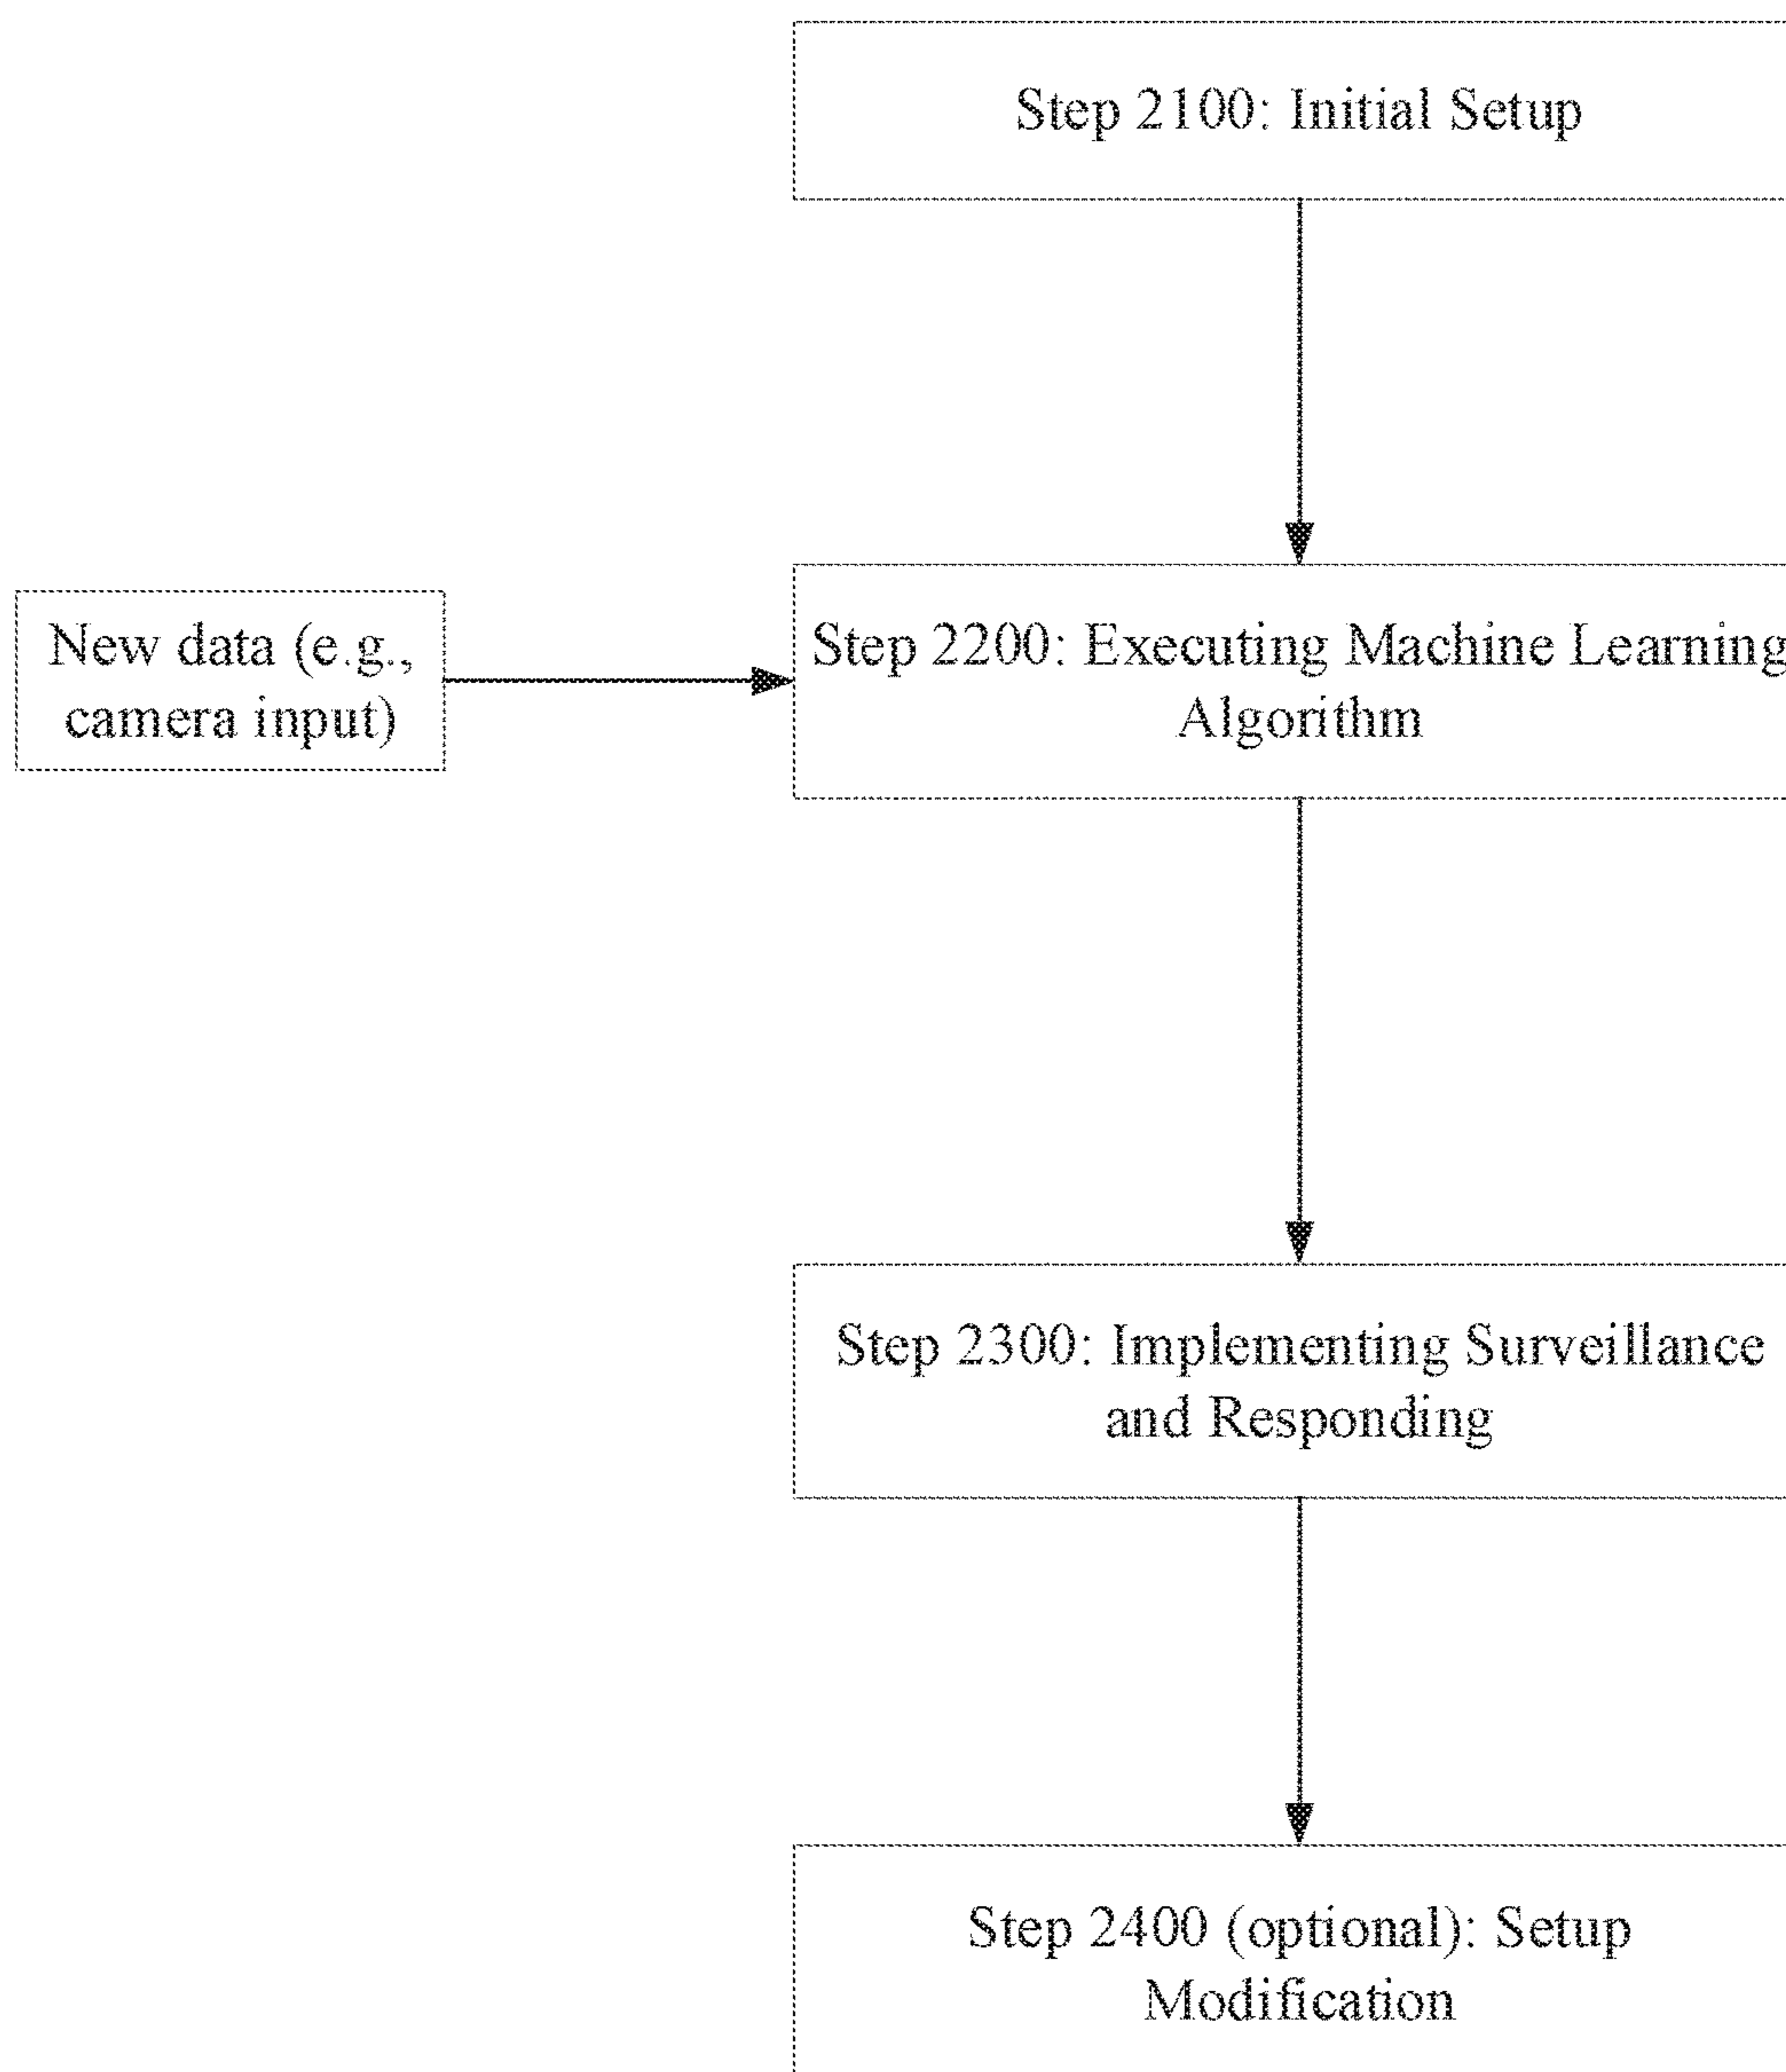 Step 2100: Initial Setup
New data (e.g.,
camera input)
Step 2200: Executing Machine Learning
Algorithm
Step 2300: Implementing Surveillance
and Responding
Step 2400 (optional): Setup
Modification